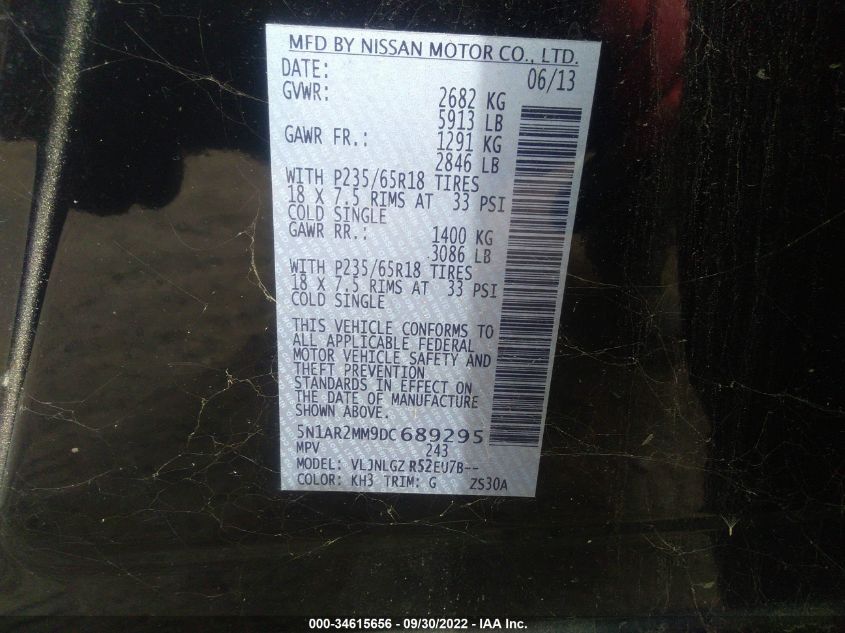 MFD BY NISSAN MOTOR CO., LTD.
DATE: 06/13
GVWR: 2682 KG
5913 LB
GAWR FR.: 1291 KG
2846 LB
WITH P235/65R18 TIRES
18 X 7.5 RIMS AT 33 PSI
COLD SINGLE
GAWR RR.: 1400 KG
3086 LB
WITH P235/65R18 TIRES
18 X 7.5 RIMS AT 33 PSI
COLD SINGLE
THIS VEHICLE CONFORMS TO
ALL APPLICABLE FEDERAL
MOTOR VEHICLE SAFETY AND
THEFT PREVENTION
STANDARDS IN EFFECT ON
THE DATE OF MANUFACTURE
SHOWN ABOVE.
5N1AR2MM9DC689295
MPV 243
MODEL: VLJNLGZ R52EU7B--
COLOR: KH3 TRIM: G ZS30A
000-34615656 - 09/30/2022 - IAA Inc.